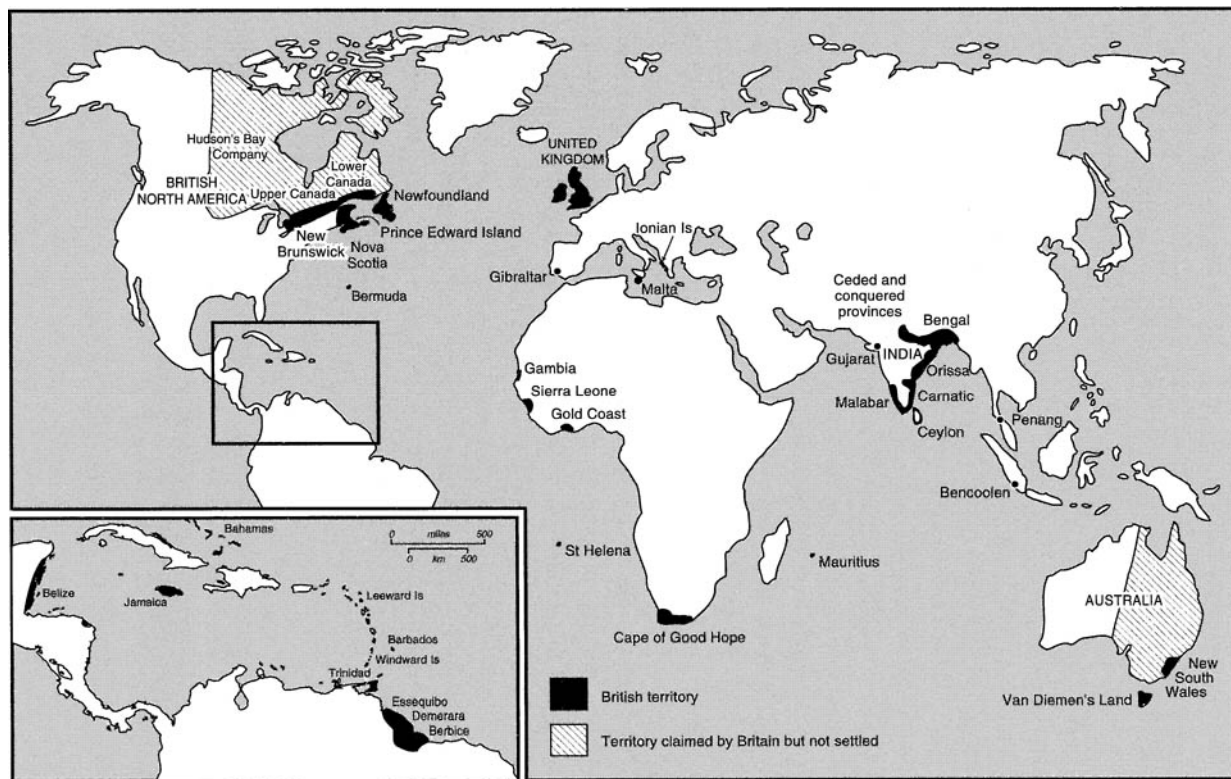 Hudson's Bay
Company
BRITISH
NORTH AMERICA
Upper Canada
Lower
Canada
Newfoundland
Prince Edward Island
New
Brunswick
Nova
Scotia
Bermuda
UNITED
KINGDOM
Ionian Is
Gibraltar
Malta
Ceded and
conquered
provinces
Bengal
Gujarat
INDIA
Orissa
Malabar
Carnatic
Ceylon
Penang
Bencoolen
Gambia
Sierra Leone
Gold Coast
St Helena
Mauritius
Cape of Good Hope
AUSTRALIA
New
South
Wales
Van Diemen's Land
Bahamas
0 miles 500
0 km 500
Belize
Jamaica
Leeward Is
Barbados
Windward Is
Trinidad
Essequibo
Demerara
Berbice
British territory
Territory claimed by Britain but not settled